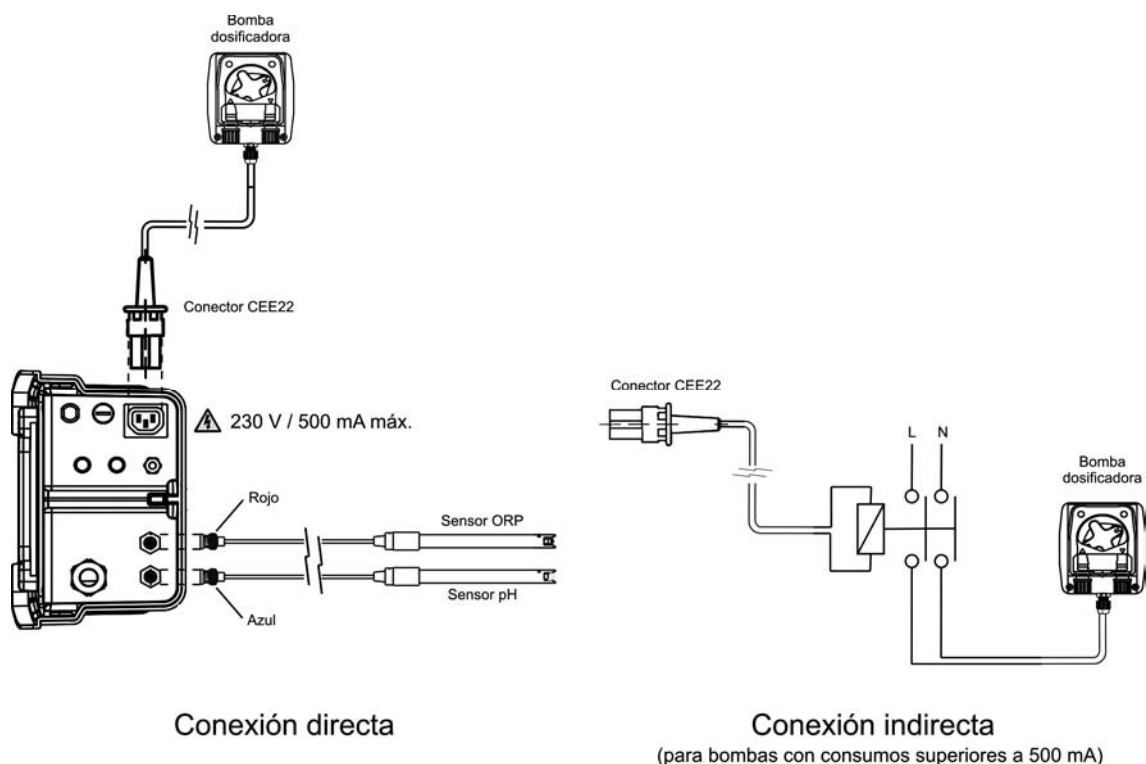 Bomba
dosificadora
Conector CEE22
230 V / 500 mA máx.
Rojo
Sensor ORP
Sensor pH
Azul
Conexión directa
Conector CEE22
L N
Bomba
dosificadora
Conexión indirecta
(para bombas con consumos superiores a 500 mA)